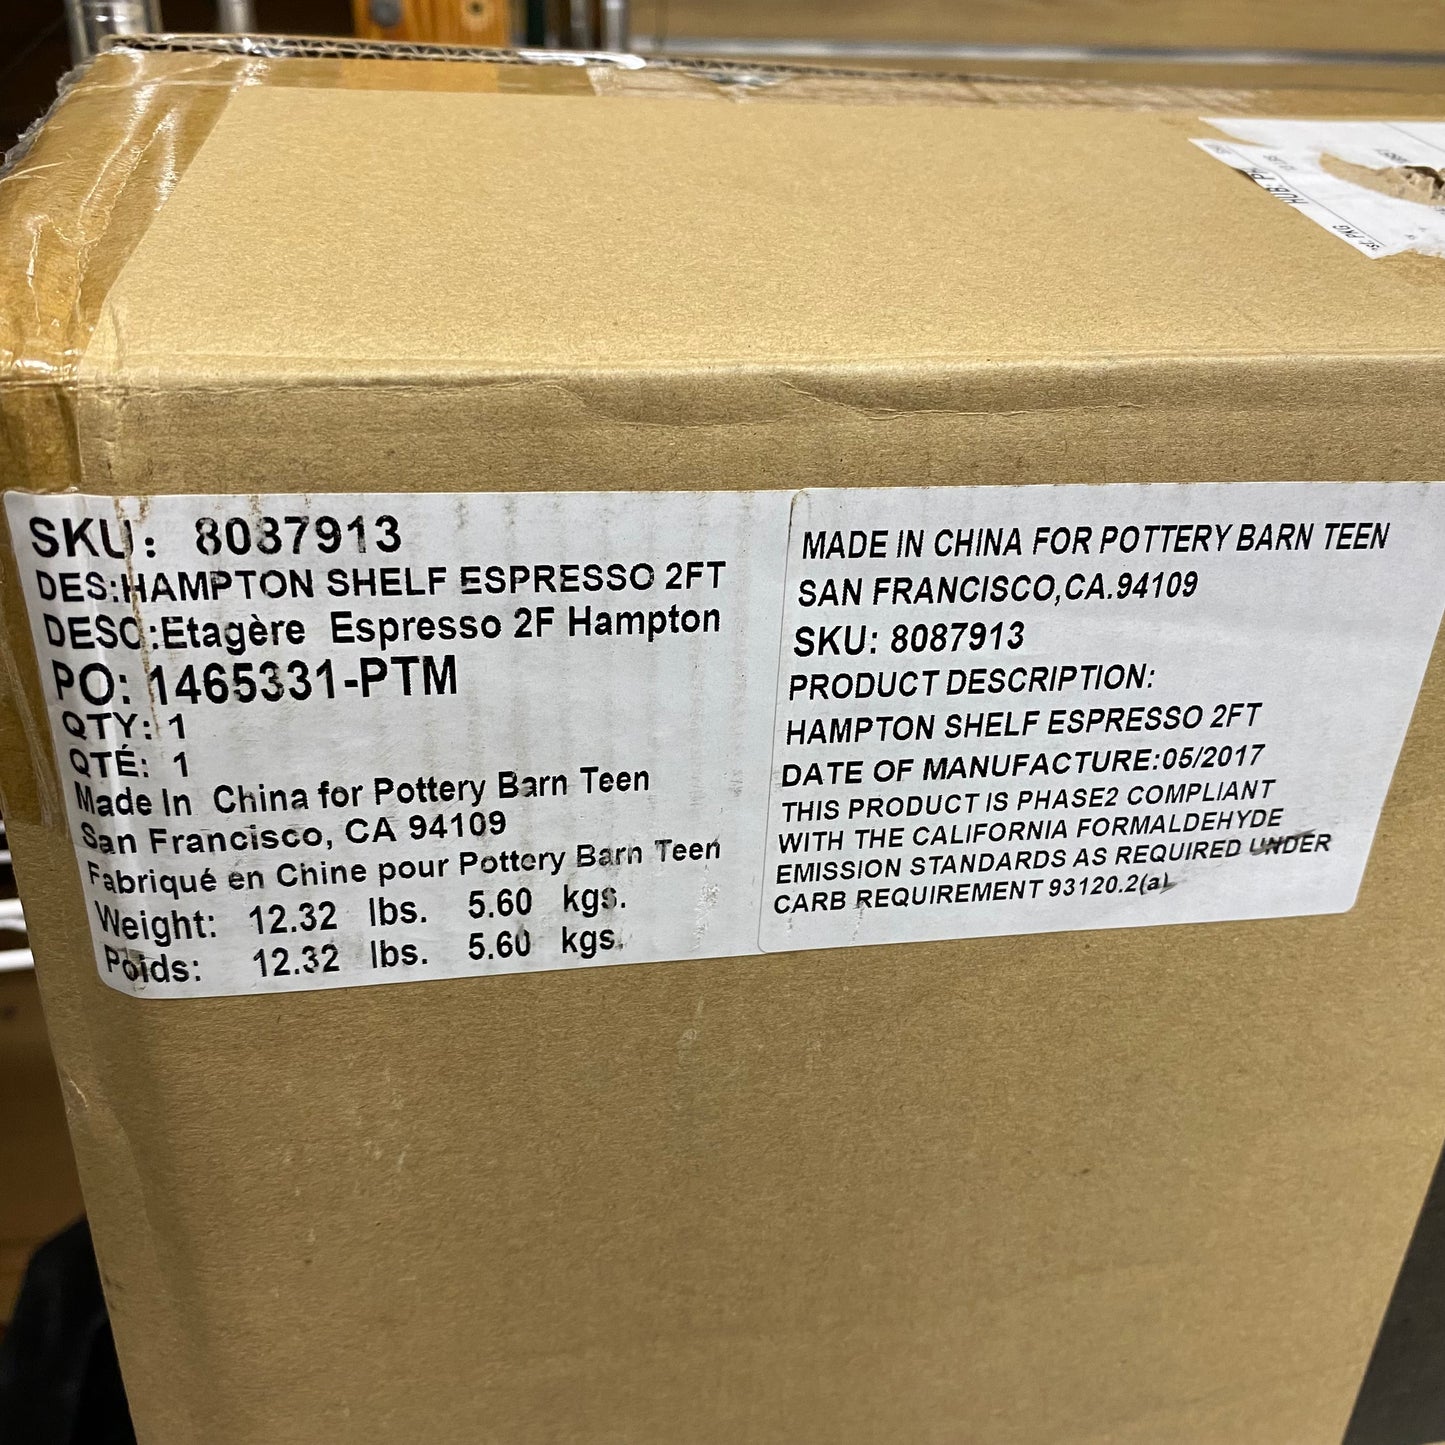 SKU: 8087913
DES:HAMPTON SHELF ESPRESSO 2FT
DESC:Etagère Espresso 2F Hampton
PO: 1465331-PTM
QTY: 1
QTÉ: 1
Made In China for Pottery Barn Teen
San Francisco, CA 94109
Fabriqué en Chine pour Pottery Barn Teen
Weight: 12.32 lbs. 5.60 kgs.
Poids: 12.32 lbs. 5.60 kgs.
MADE IN CHINA FOR POTTERY BARN TEEN
SAN FRANCISCO,CA.94109
SKU: 8087913
PRODUCT DESCRIPTION:
HAMPTON SHELF ESPRESSO 2FT
DATE OF MANUFACTURE:05/2017
THIS PRODUCT IS PHASE2 COMPLIANT
WITH THE CALIFORNIA FORMALDEHYDE
EMISSION STANDARDS AS REQUIRED UNDER
CARB REQUIREMENT 93120.2(a)
HUB:
PKG